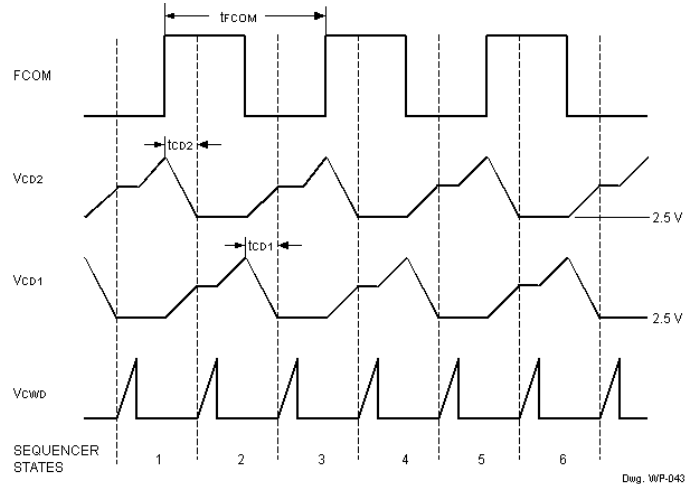 tFCOM
FCOM
tCD2
VCD2
2.5 V
tCD1
VCD1
2.5 V
VCWD
SEQUENCER
STATES
1 2 3 4 5 6
Dwg. WP-043